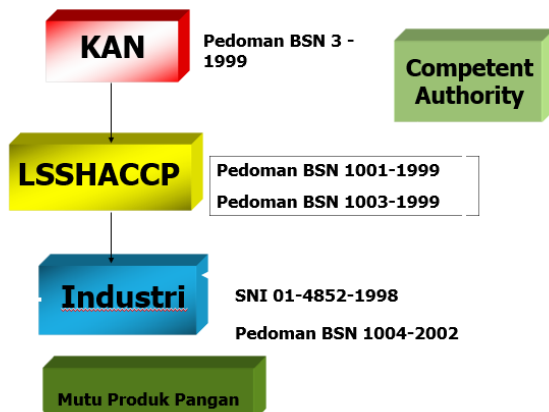 KAN
Pedoman BSN 3 -
1999
Competent
Authority
LSSHACCP
Pedoman BSN 1001-1999
Pedoman BSN 1003-1999
Industri
SNI 01-4852-1998
Pedoman BSN 1004-2002
Mutu Produk Pangan